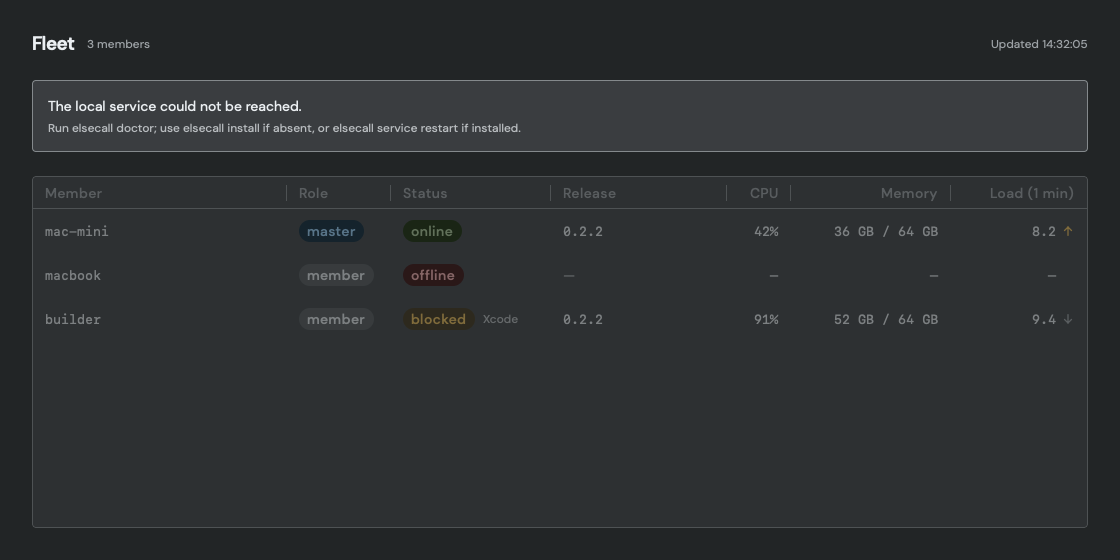 Fleet 3 members Updated 14:32:05
The local service could not be reached.
Run elsecall doctor; use elsecall install if absent, or elsecall service restart if installed.
Member Role Status Release CPU Memory Load (1 min)
mac-mini master online 0.2.2 42% 36 GB / 64 GB 8.2 ↑
macbook member offline — — — —
builder member blocked Xcode 0.2.2 91% 52 GB / 64 GB 9.4 ↓